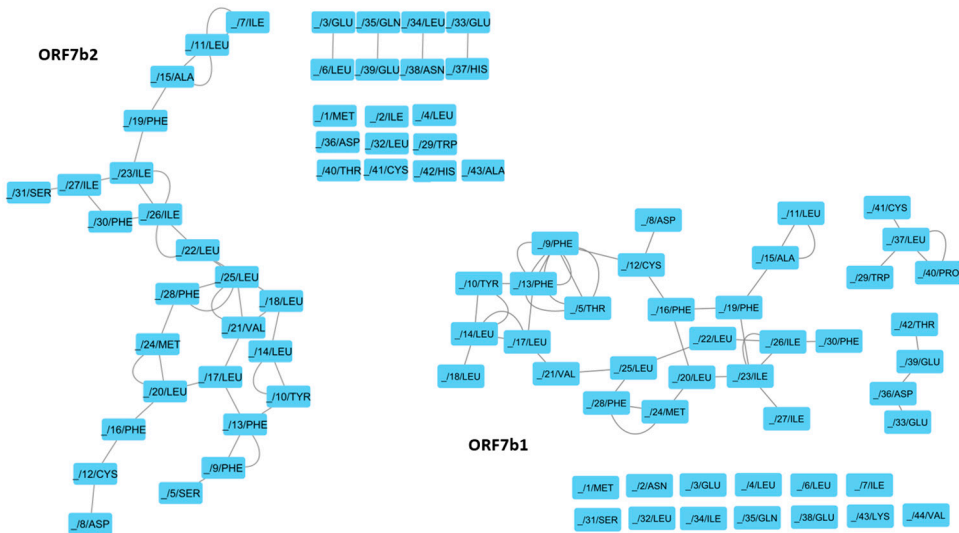 ORF7b2
_/7/ILE
_/11/LEU
_/15/ALA
_/19/PHE
_/23/ILE
_/27/ILE
_/31/SER
_/30/PHE
_/26/ILE
_/22/LEU
_/25/LEU
_/28/PHE
_/18/LEU
_/21/VAL
_/24/MET
_/14/LEU
_/17/LEU
_/20/LEU
_/10/TYR
_/16/PHE
_/13/PHE
_/12/CYS
_/9/PHE
_/5/SER
_/8/ASP
_/3/GLU _/35/GLN _/34/LEU _/33/GLU
_/6/LEU _/39/GLU _/38/ASN _/37/HIS
_/1/MET _/2/ILE _/4/LEU
_/36/ASP _/32/LEU _/29/TRP
_/40/THR _/41/CYS _/42/HIS _/43/ALA
ORF7b1
_/8/ASP
_/11/LEU
_/9/PHE
_/12/CYS
_/15/ALA
_/10/TYR
_/13/PHE
_/5/THR
_/16/PHE
_/19/PHE
_/14/LEU
_/17/LEU
_/22/LEU
_/26/ILE
_/30/PHE
_/18/LEU
_/21/VAL
_/25/LEU
_/20/LEU
_/23/ILE
_/28/PHE
_/24/MET
_/27/ILE
_/41/CYS
_/37/LEU
_/29/TRP
_/40/PRO
_/42/THR
_/39/GLU
_/36/ASP
_/33/GLU
_/1/MET _/2/ASN _/3/GLU _/4/LEU _/6/LEU _/7/ILE
_/31/SER _/32/LEU _/34/ILE _/35/GLN _/38/GLU _/43/LYS _/44/VAL